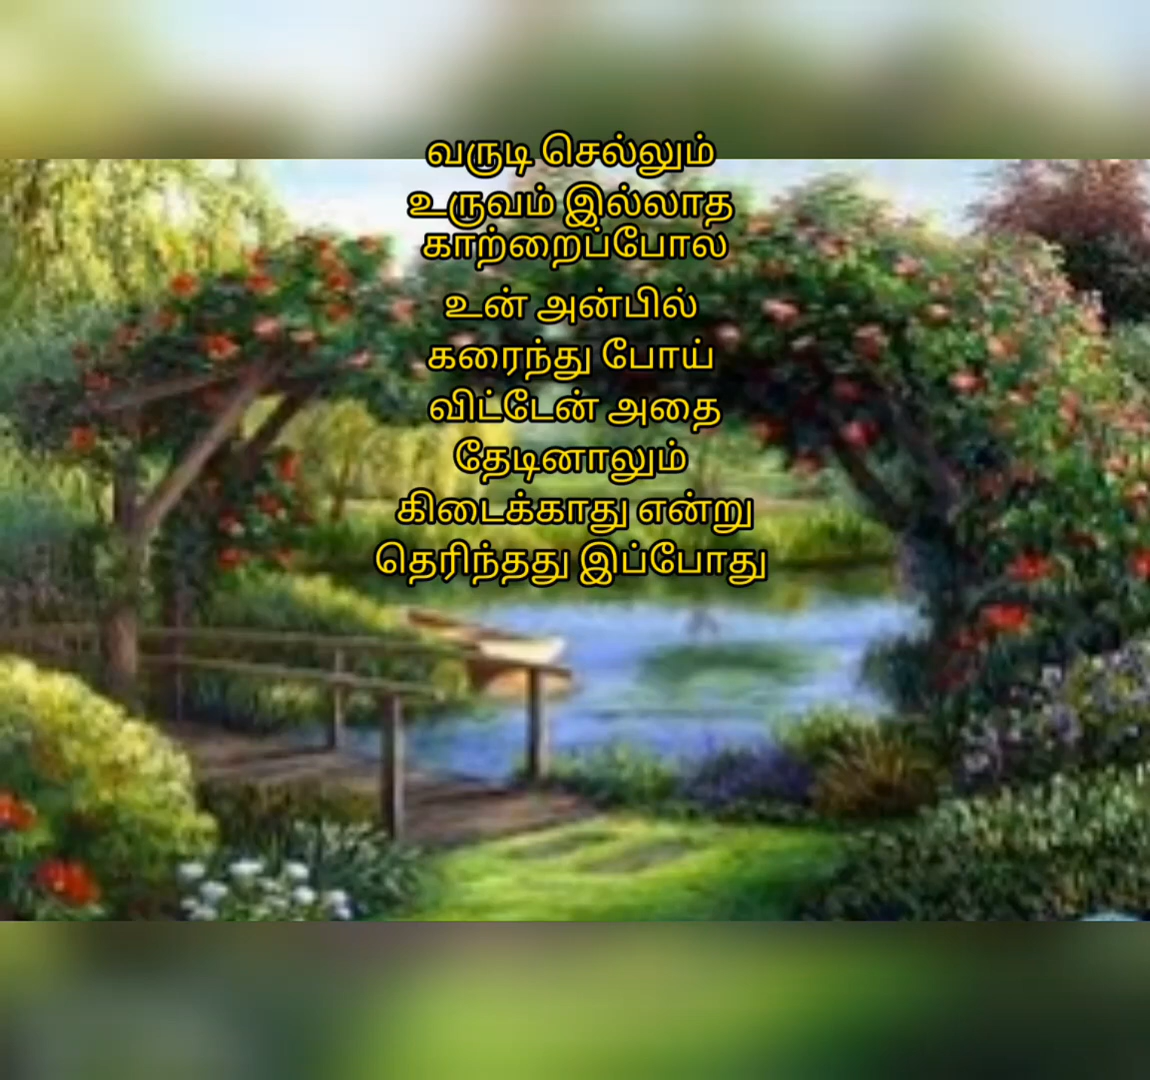 வருடி செல்லும்
உருவம் இல்லாத
காற்றைப்போல
உன் அன்பில்
கரைந்து போய்
விட்டேன் அதை
தேடினாலும்
கிடைக்காது என்று
தெரிந்தது இப்போது